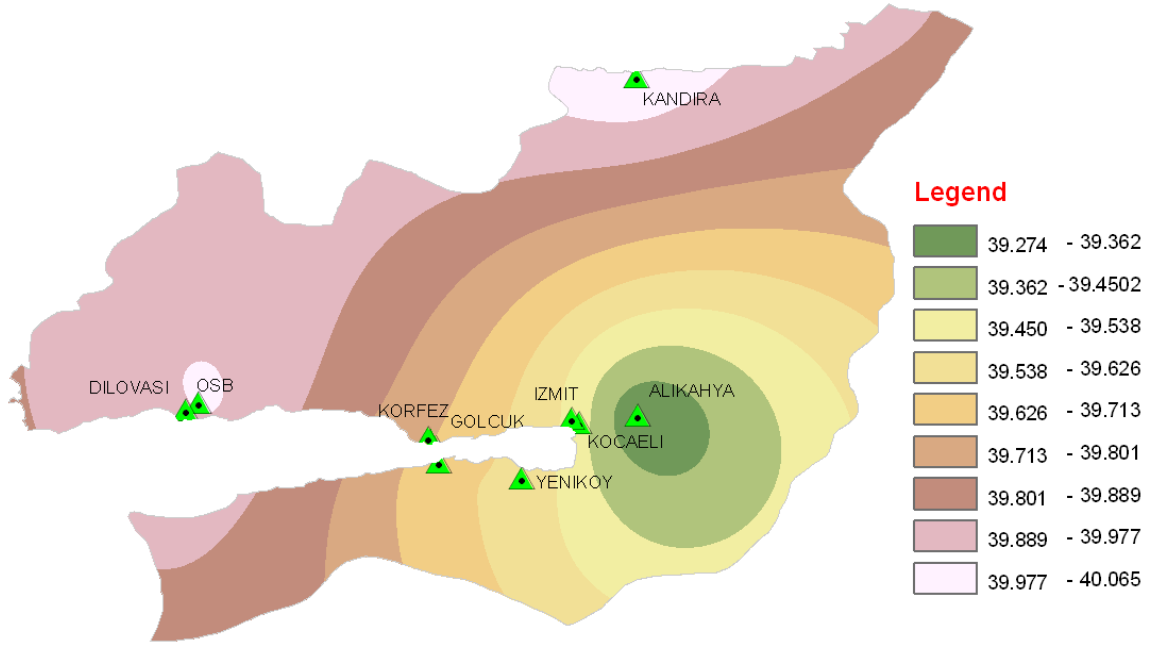 KANDIRA
Legend
39.274 - 39.362
39.362 - 39.4502
39.450 - 39.538
39.538 - 39.626
39.626 - 39.713
39.713 - 39.801
39.801 - 39.889
39.889 - 39.977
39.977 - 40.065
DILOVASI OSB
IZMIT ALIKAHYA
KORFEZ
GOLCUK
KOCAELI
YENIKOY